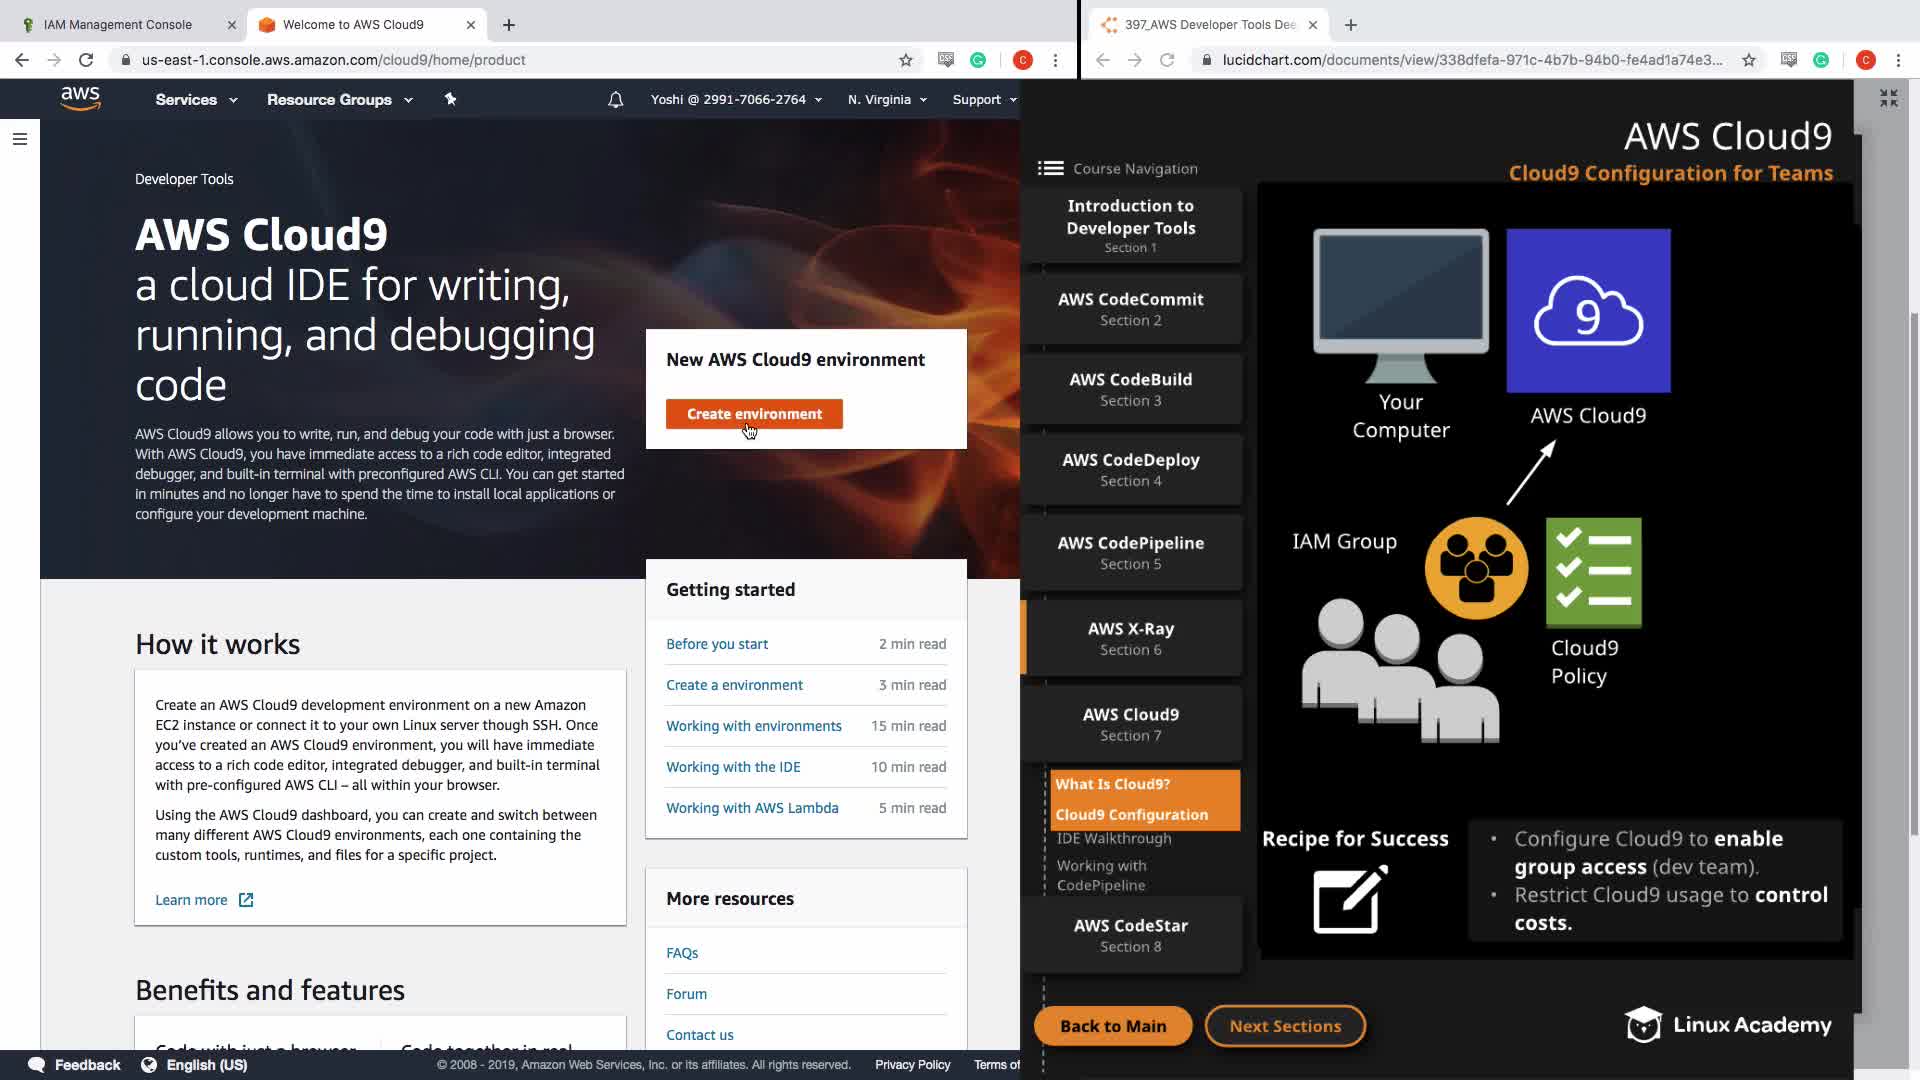 IAM Management Console
Welcome to AWS Cloud9
us-east-1.console.aws.amazon.com/cloud9/home/product
C
aws
Services
Resource Groups
Yoshi @ 2991-7066-2764
N. Virginia
Support
Developer Tools
AWS Cloud9
a cloud IDE for writing,
running, and debugging
code
AWS Cloud9 allows you to write, run, and debug your code with just a browser.
With AWS Cloud9, you have immediate access to a rich code editor, integrated
debugger, and built-in terminal with preconfigured AWS CLI. You can get started
in minutes and no longer have to spend the time to install local applications or
configure your development machine.
New AWS Cloud9 environment
Create environment
Getting started
Before you start 2 min read
Create a environment 3 min read
Working with environments 15 min read
Working with the IDE 10 min read
Working with AWS Lambda 5 min read
How it works
Create an AWS Cloud9 development environment on a new Amazon
EC2 instance or connect it to your own Linux server though SSH. Once
you've created an AWS Cloud9 environment, you will have immediate
access to a rich code editor, integrated debugger, and built-in terminal
with pre-configured AWS CLI – all within your browser.
Using the AWS Cloud9 dashboard, you can create and switch between
many different AWS Cloud9 environments, each one containing the
custom tools, runtimes, and files for a specific project.
Learn more
More resources
FAQs
Forum
Contact us
Benefits and features
Code with just a browser
Code together in real
Feedback
English (US)
© 2008 - 2019, Amazon Web Services, Inc. or its affiliates. All rights reserved.
Privacy Policy
Terms of
397_AWS Developer Tools Dee
lucidchart.com/documents/view/338dfefa-971c-4b7b-94b0-fe4ad1a74e3...
C
AWS Cloud9
Cloud9 Configuration for Teams
Course Navigation
Introduction to
Developer Tools
Section 1
AWS CodeCommit
Section 2
AWS CodeBuild
Section 3
AWS CodeDeploy
Section 4
AWS CodePipeline
Section 5
AWS X-Ray
Section 6
AWS Cloud9
Section 7
What Is Cloud9?
Cloud9 Configuration
IDE Walkthrough
Working with
CodePipeline
AWS CodeStar
Section 8
Back to Main
Next Sections
9
Your
Computer
AWS Cloud9
IAM Group
Cloud9
Policy
Recipe for Success
• Configure Cloud9 to enable
group access (dev team).
• Restrict Cloud9 usage to control
costs.
Linux Academy